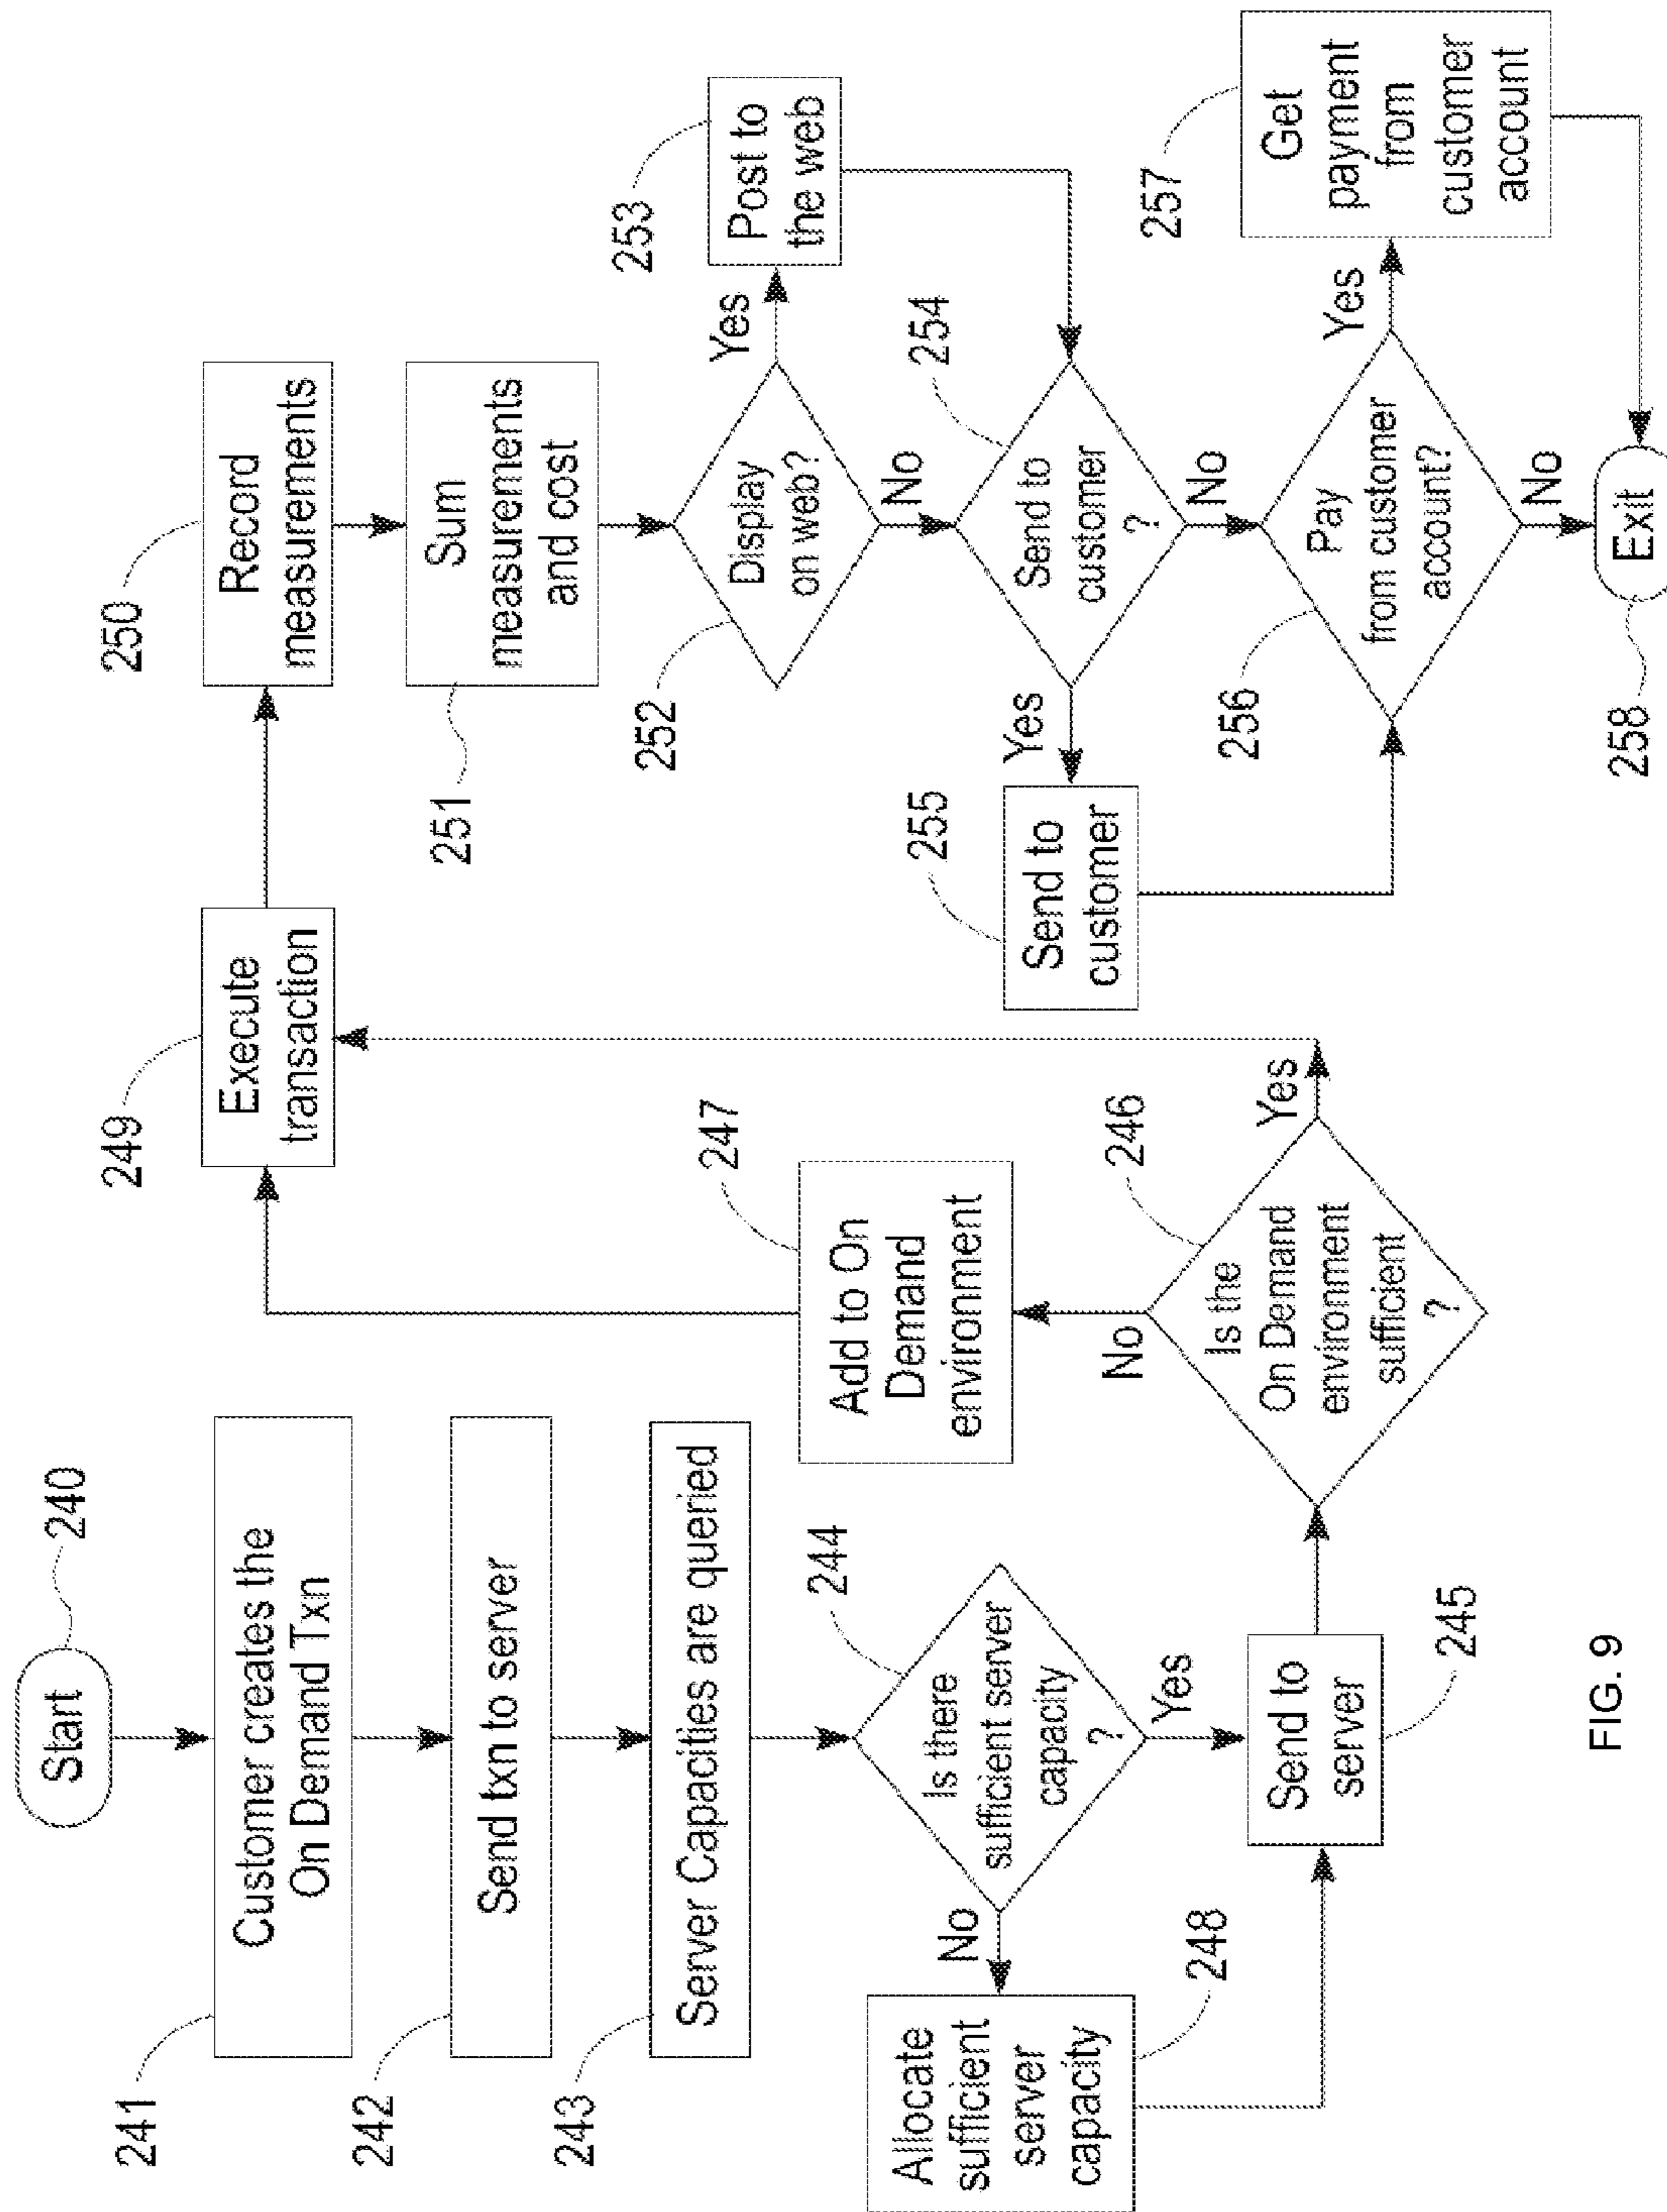 240
Start
241
Customer creates the
On Demand Txn
242
Send txn to server
243
Server Capacities are queried
244
Is there
sufficient server
capacity
?
No
Yes
248
Allocate
sufficient
server
capacity
245
Send to
server
246
Is the
On Demand
environment
sufficient
?
No
Yes
247
Add to On
Demand
environment
249
Execute
transaction
250
Record
measurements
251
Sum
measurements
and cost
252
Display
on web?
Yes
No
253
Post to
the web
254
Send to
customer
?
Yes
No
255
Send to
customer
256
Pay
from customer
account?
Yes
No
257
Get
payment
from
customer
account
258
Exit
FIG. 9